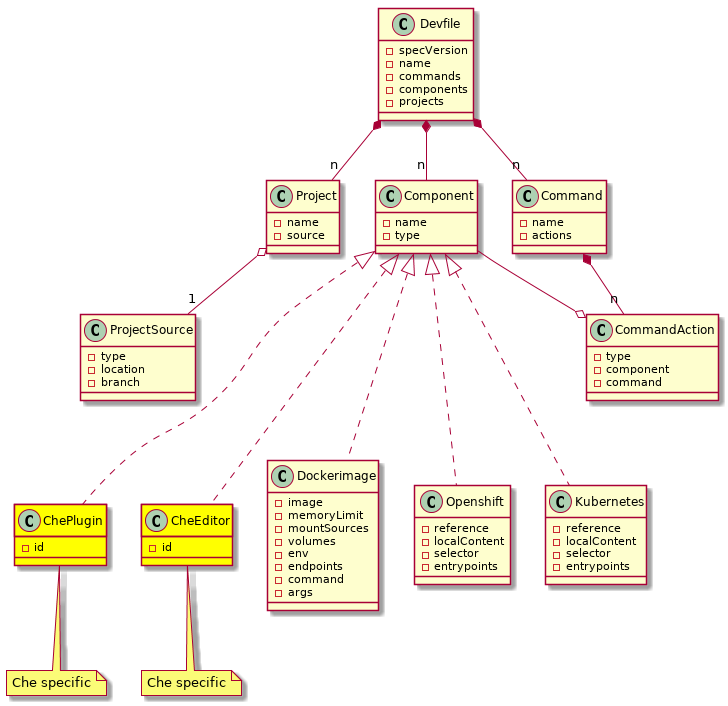 C Devfile
specVersion
name
commands
components
projects
n
n
n
C Project
name
source
C Component
name
type
C Command
name
actions
1
n
C ProjectSource
type
location
branch
C CommandAction
type
component
command
C ChePlugin
id
C CheEditor
id
C Dockerimage
image
memoryLimit
mountSources
volumes
env
endpoints
command
args
C Openshift
reference
localContent
selector
entrypoints
C Kubernetes
reference
localContent
selector
entrypoints
Che specific
Che specific